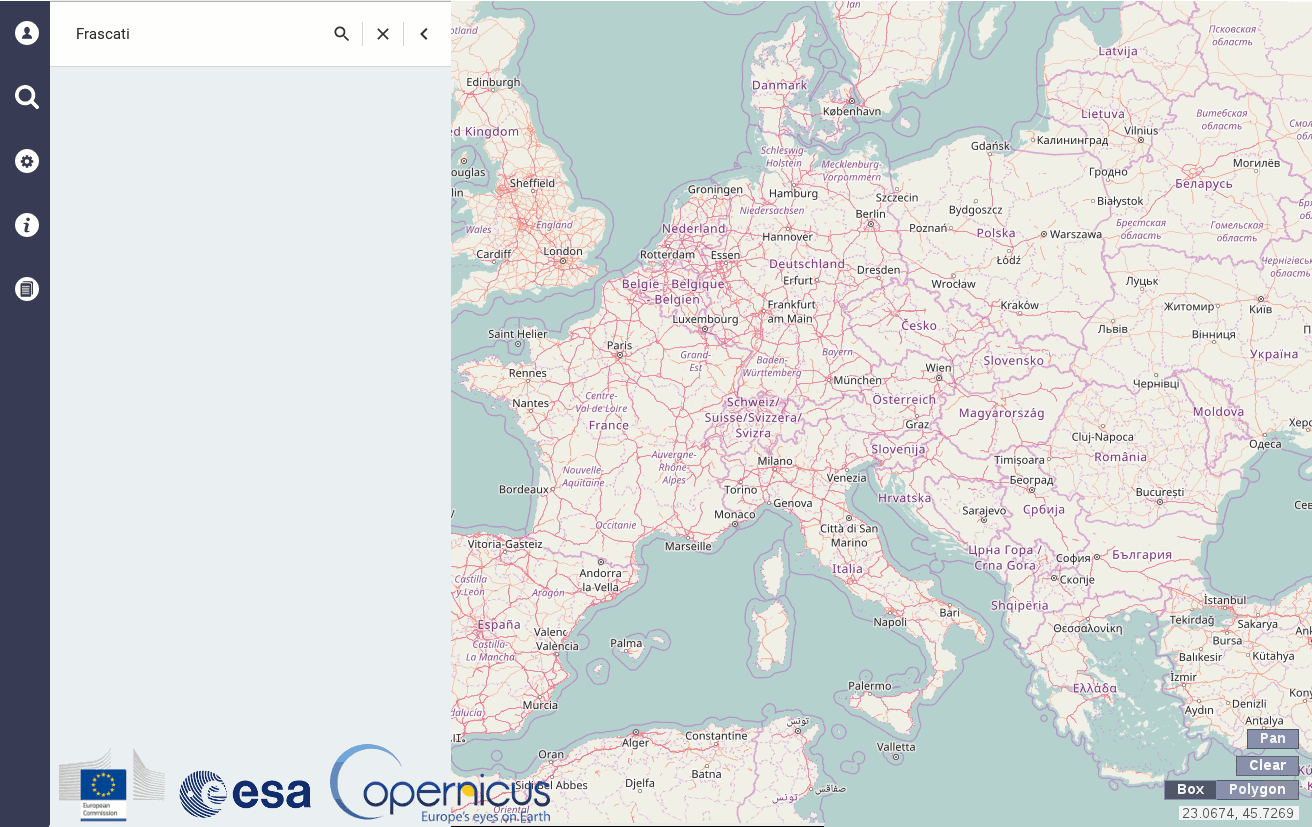 Frascati
Edinburgh
Danmark
København
Latvija
Псковская
область
Lietuva
Vilnius
Витебская
область
ed Kingdom
Schleswig-
Holstein
Mecklenburg-
Vorpommern
Gdańsk
Калининград
Могилёв
ouglas
Гродно
Беларусь
Sheffield
Groningen
Hamburg
Szczecin
Białystok
lin
Niedersachsen
Berlin
Bydgoszcz
Брестская
область
Гомельская
область
Wales
England
Nederland
Hannover
Poznań
Polska
Warszawa
Cardiff
London
Rotterdam
Essen
Deutschland
Dresden
Łódź
België - Belgique
- Belgien
Erfurt
Wrocław
Луцьк
Frankfurt
am Main
Kraków
Житомир
Київ
Luxembourg
Česko
Львів
Вінниця
Saint Helier
Paris
Grand-
Est
Baden-
Württemberg
Bayern
Slovensko
Україна
Rennes
München
Wien
Чернівці
Nantes
Centre-
Val de Loire
Schweiz/
Suisse/Svizzera/
Svizra
Österreich
Magyarország
Moldova
France
Graz
Cluj-Napoca
Одеса
Nouvelle-
Aquitaine
Auvergne-
Rhône-
Alpes
Milano
Slovenija
Timișoara
România
Bordeaux
Torino
Venezia
Hrvatska
Београд
București
Genova
Monaco
Sarajevo
Србија
Occitanie
Città di San
Marino
Vitoria-Gasteiz
Marseille
Црна Гора /
Crna Gora
София
България
Andorra
la Vella
Italia
Скопје
Castilla
y León
Aragón
Shqipëria
İstanbul
España
Napoli
Bari
Θεσσαλονίκη
Tekirdağ
Sakarya
Castilla-
La Mancha
València
Palma
Bursa
Balıkesir
Kütahya
Palermo
Ελλάδα
İzmir
Murcia
Aydın
Denizli
Antalya
Oran
Alger
Constantine
تونس
Valletta
Pan
Sidi Bel Abbes
Djelfa
Batna
تونس
صفاقس
Clear
Box
Polygon
23.0674, 45.7269
European
Commission
esa
opernicus
Europe's eyes on Earth